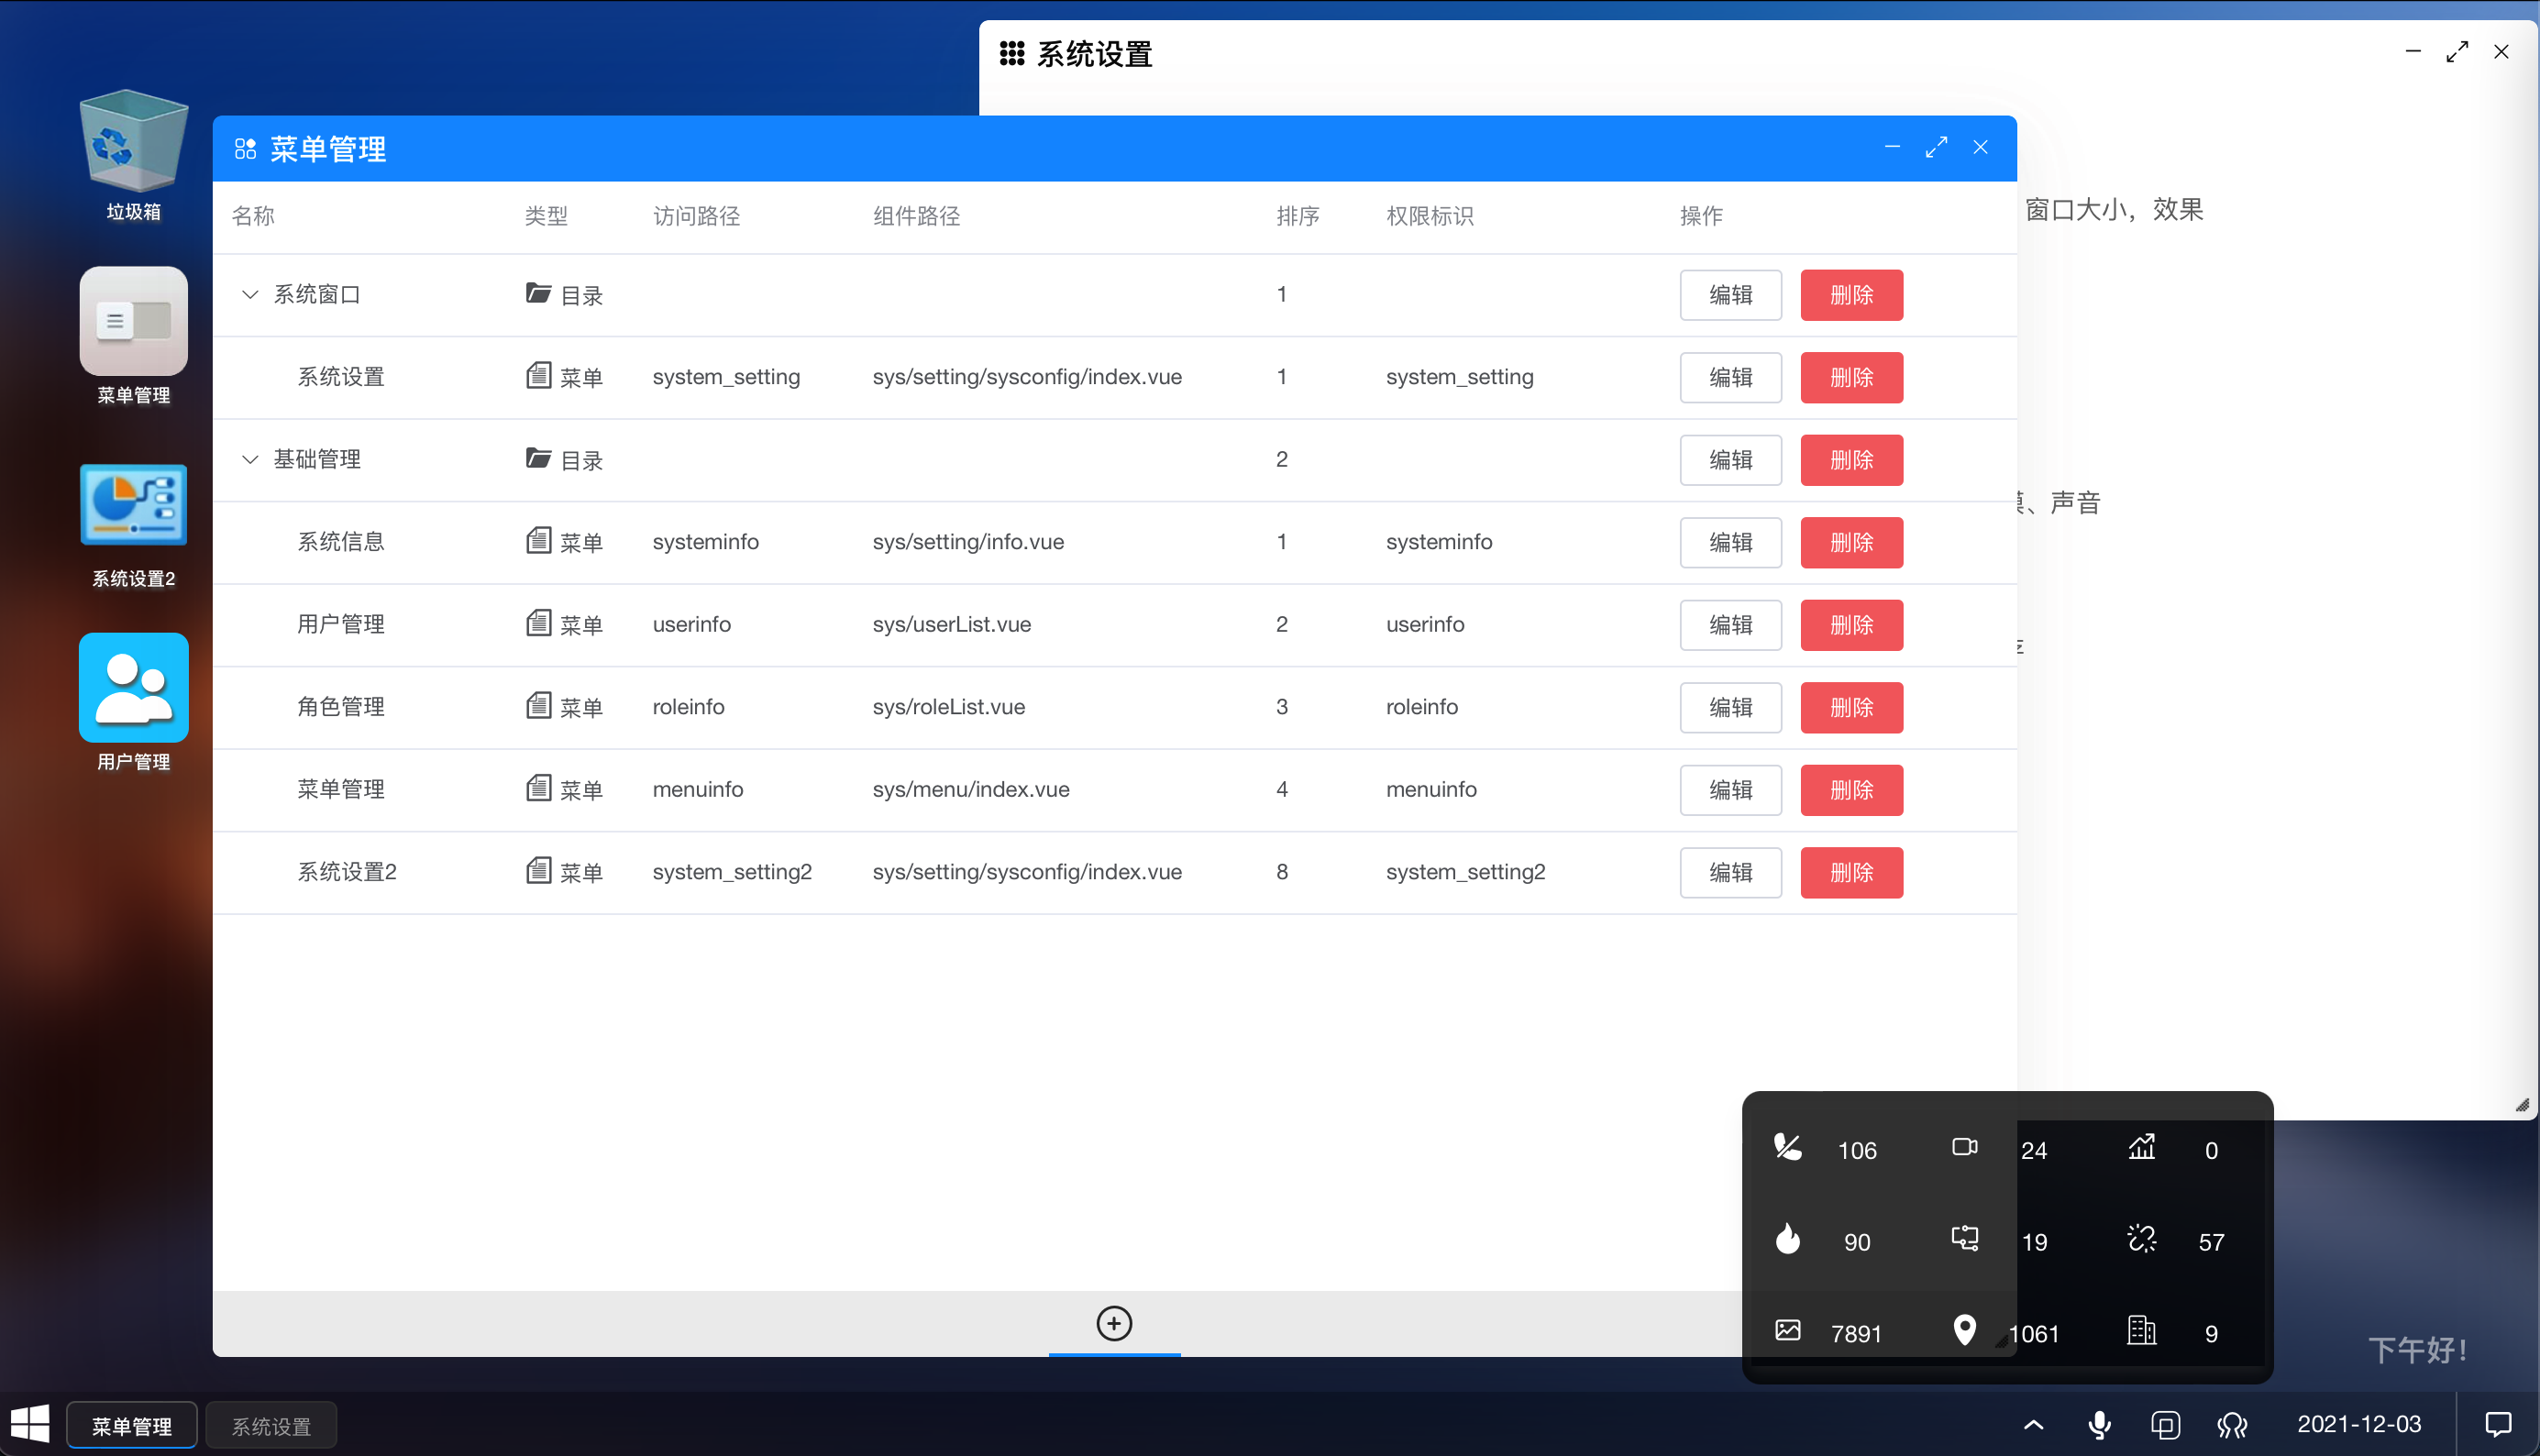 系统设置
窗口大小，效果
、声音
垃圾箱
菜单管理
系统设置2
用户管理
菜单管理
名称 类型 访问路径 组件路径 排序 权限标识 操作
系统窗口 目录 1 编辑 删除
系统设置 菜单 system_setting sys/setting/sysconfig/index.vue 1 system_setting 编辑 删除
基础管理 目录 2 编辑 删除
系统信息 菜单 systeminfo sys/setting/info.vue 1 systeminfo 编辑 删除
用户管理 菜单 userinfo sys/userList.vue 2 userinfo 编辑 删除
角色管理 菜单 roleinfo sys/roleList.vue 3 roleinfo 编辑 删除
菜单管理 菜单 menuinfo sys/menu/index.vue 4 menuinfo 编辑 删除
系统设置2 菜单 system_setting2 sys/setting/sysconfig/index.vue 8 system_setting2 编辑 删除
106 24 0
90 19 57
7891 1061 9
下午好！
菜单管理 系统设置 2021-12-03